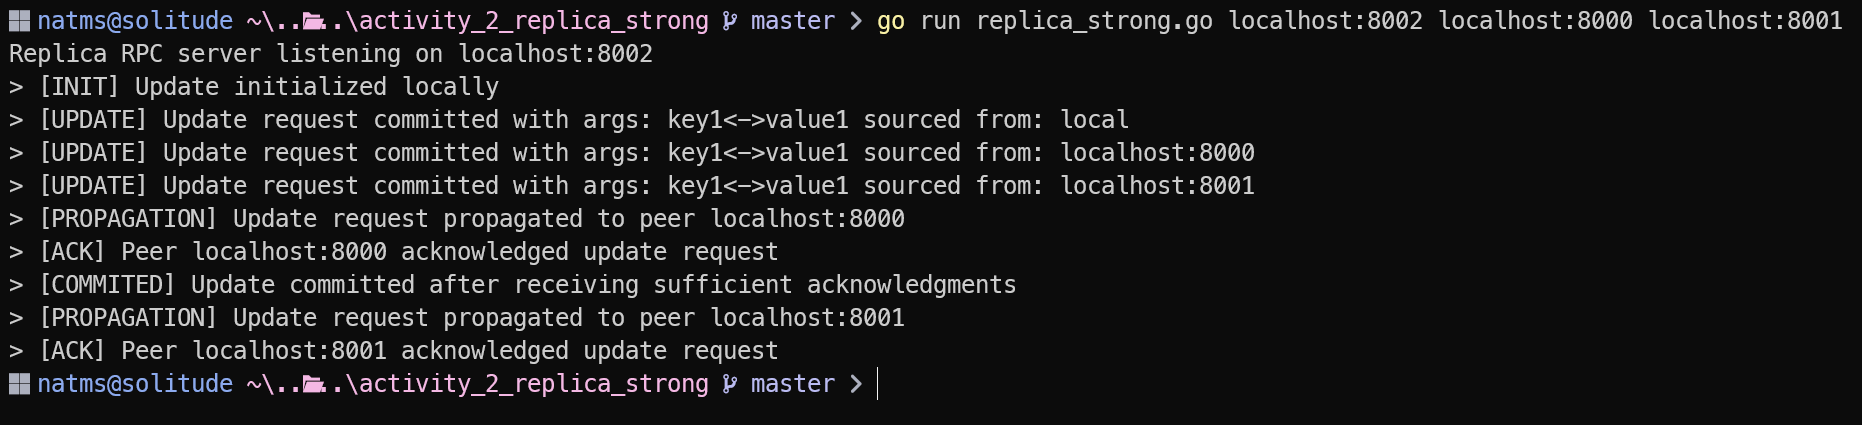 natms@solitude ~\....\activity_2_replica_strong master > go run replica_strong.go localhost:8002 localhost:8000 localhost:8001
Replica RPC server listening on localhost:8002
> [INIT] Update initialized locally
> [UPDATE] Update request committed with args: key1<->value1 sourced from: local
> [UPDATE] Update request committed with args: key1<->value1 sourced from: localhost:8000
> [UPDATE] Update request committed with args: key1<->value1 sourced from: localhost:8001
> [PROPAGATION] Update request propagated to peer localhost:8000
> [ACK] Peer localhost:8000 acknowledged update request
> [COMMITED] Update committed after receiving sufficient acknowledgments
> [PROPAGATION] Update request propagated to peer localhost:8001
> [ACK] Peer localhost:8001 acknowledged update request
natms@solitude ~\....\activity_2_replica_strong master >